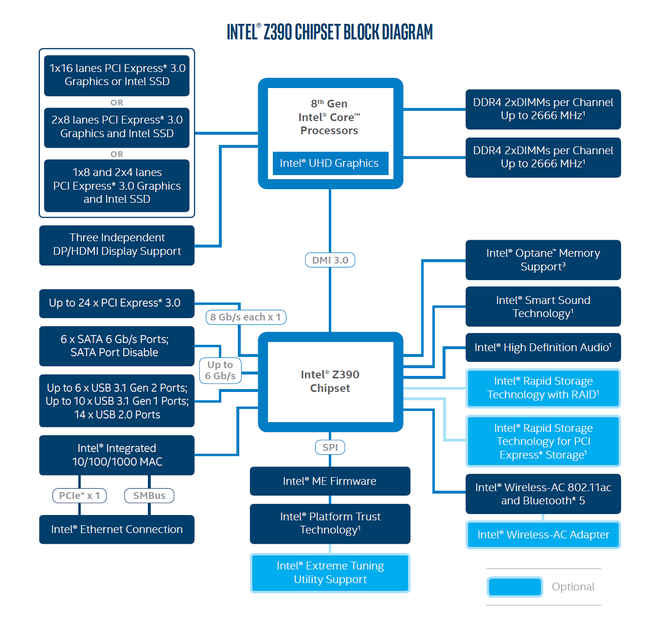 INTEL® Z390 CHIPSET BLOCK DIAGRAM
1x16 lanes PCI Express* 3.0
Graphics or Intel SSD
OR
2x8 lanes PCI Express* 3.0
Graphics and Intel SSD
OR
1x8 and 2x4 lanes
PCI Express* 3.0 Graphics
and Intel SSD
Three Independent
DP/HDMI Display Support
8th Gen
Intel® Core™
Processors
Intel® UHD Graphics
DDR4 2xDIMMs per Channel
Up to 2666 MHz¹
DDR4 2xDIMMs per Channel
Up to 2666 MHz¹
DMI 3.0
Up to 24 x PCI Express* 3.0
8 Gb/s each x 1
6 x SATA 6 Gb/s Ports;
SATA Port Disable
Up to
6 Gb/s
Up to 6 x USB 3.1 Gen 2 Ports;
Up to 10 x USB 3.1 Gen 1 Ports;
14 x USB 2.0 Ports
Intel® Integrated
10/100/1000 MAC
PCIe* x 1
SMBus
Intel® Ethernet Connection
Intel® Z390
Chipset
SPI
Intel® ME Firmware
Intel® Platform Trust
Technology¹
Intel® Extreme Tuning
Utility Support
Intel® Optane™ Memory
Support³
Intel® Smart Sound
Technology¹
Intel® High Definition Audio¹
Intel® Rapid Storage
Technology with RAID¹
Intel® Rapid Storage
Technology for PCI
Express* Storage¹
Intel® Wireless-AC 802.11ac
and Bluetooth* 5
Intel® Wireless-AC Adapter
Optional